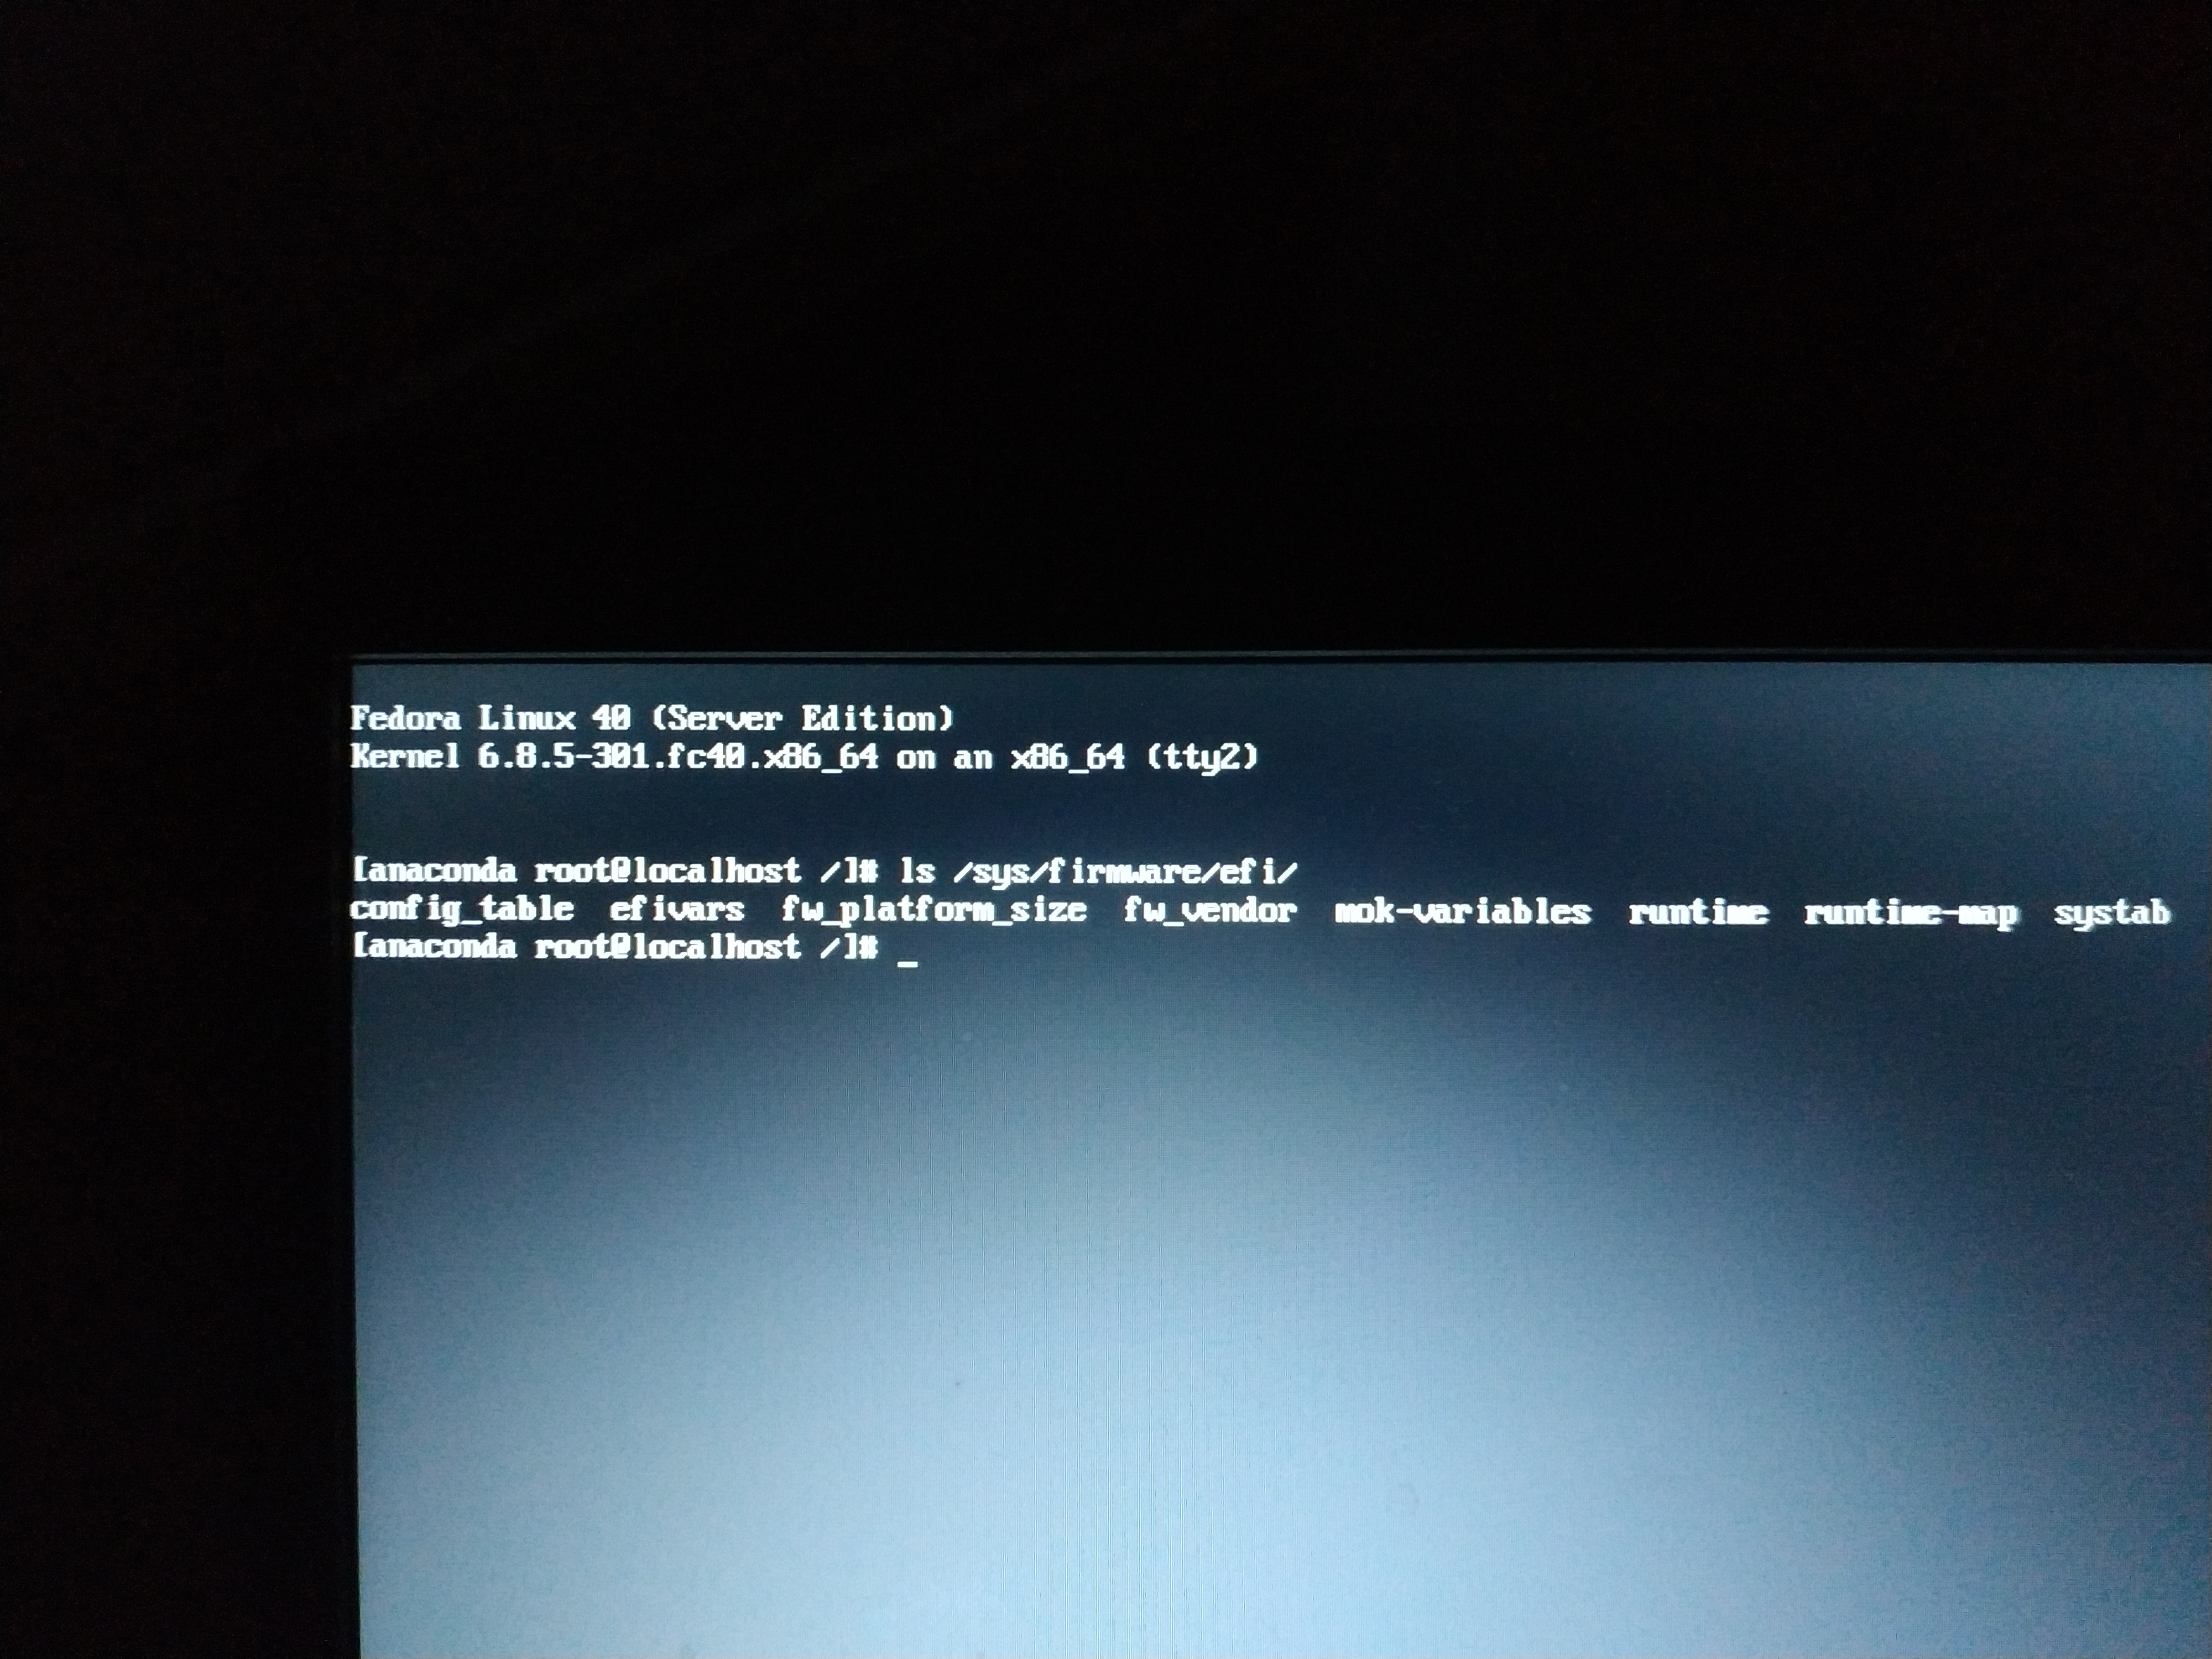 Fedora Linux 40 (Server Edition)
Kernel 6.8.5-301.fc40.x86_64 on an x86_64 (tty2)
[anaconda root@localhost /]# ls /sys/firmware/efi/
config_table efivars fw_platform_size fw_vendor mok-variables runtime runtime-map systab
[anaconda root@localhost /]# _